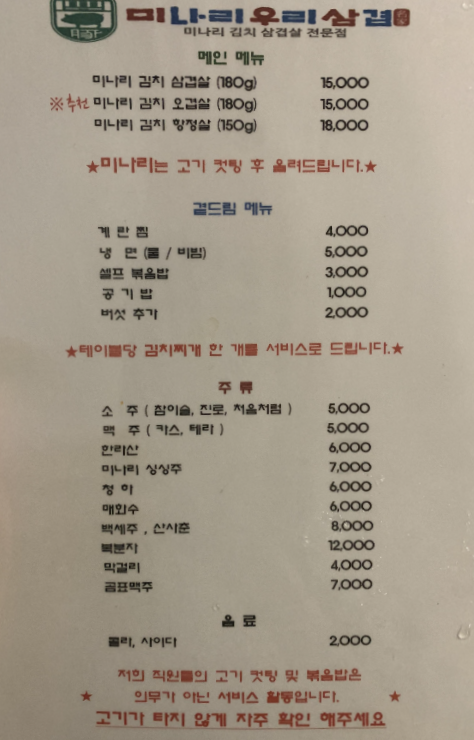 미나리우리삼겹
미나리 김치 삼겹살 전문점
메인 메뉴
미나리 김치 삼겹살 (180g) 15,000
※추천 미나리 김치 오겹살 (180g) 15,000
미나리 김치 항정살 (150g) 18,000
★미나리는 고기 컷팅 후 올려드립니다.★
곁드림 메뉴
계 란 찜 4,000
냉 면 (물 / 비빔) 5,000
셀프 볶음밥 3,000
공 기 밥 1,000
버섯 추가 2,000
★테이블당 김치찌개 한 개를 서비스로 드립니다.★
주 류
소 주 ( 참이슬, 진로, 처음처럼 ) 5,000
맥 주 ( 카스, 테라 ) 5,000
한라산 6,000
미나리 싱싱주 7,000
청 하 6,000
매화수 6,000
백세주 , 산사춘 8,000
복분자 12,000
막걸리 4,000
곰표맥주 7,000
음 료
콜라, 사이다 2,000
저희 직원들의 고기 컷팅 및 볶음밥은
★ 의무가 아닌 서비스 활동입니다. ★
고기가 타지 않게 자주 확인 해주세요